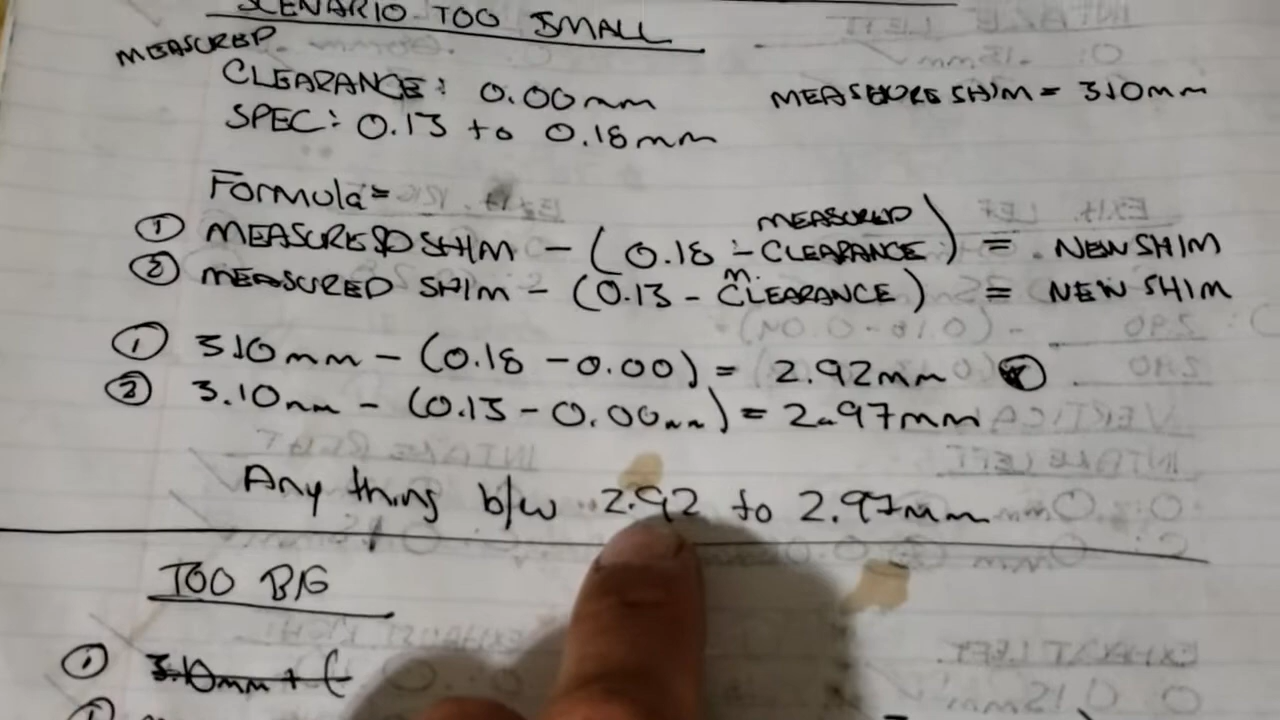 SCENARIO TOO SMALL
MEASURED
CLEARANCE: 0.00mm
MEASURE SHIM = 310mm
SPEC: 0.13 to 0.18mm
Formula=
① MEASURED SHIM - (0.18 - MEASURED CLEARANCE) = NEW SHIM
② MEASURED SHIM - (0.13 - M. CLEARANCE) = NEW SHIM
① 310mm - (0.18 - 0.00) = 2.92mm
② 3.10mm - (0.13 - 0.00mm) = 2.97mm
Any thing b/w 2.92 to 2.97mm
TOO BIG
① 3.10mm + (